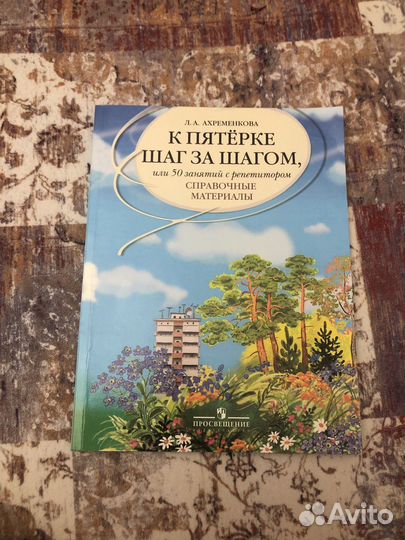 Л. А. АХРЕМЕНКОВА
К ПЯТЁРКЕ
ШАГ ЗА ШАГОМ,
или 50 занятий с репетитором
СПРАВОЧНЫЕ
МАТЕРИАЛЫ
ПРОСВЕЩЕНИЕ
Avito